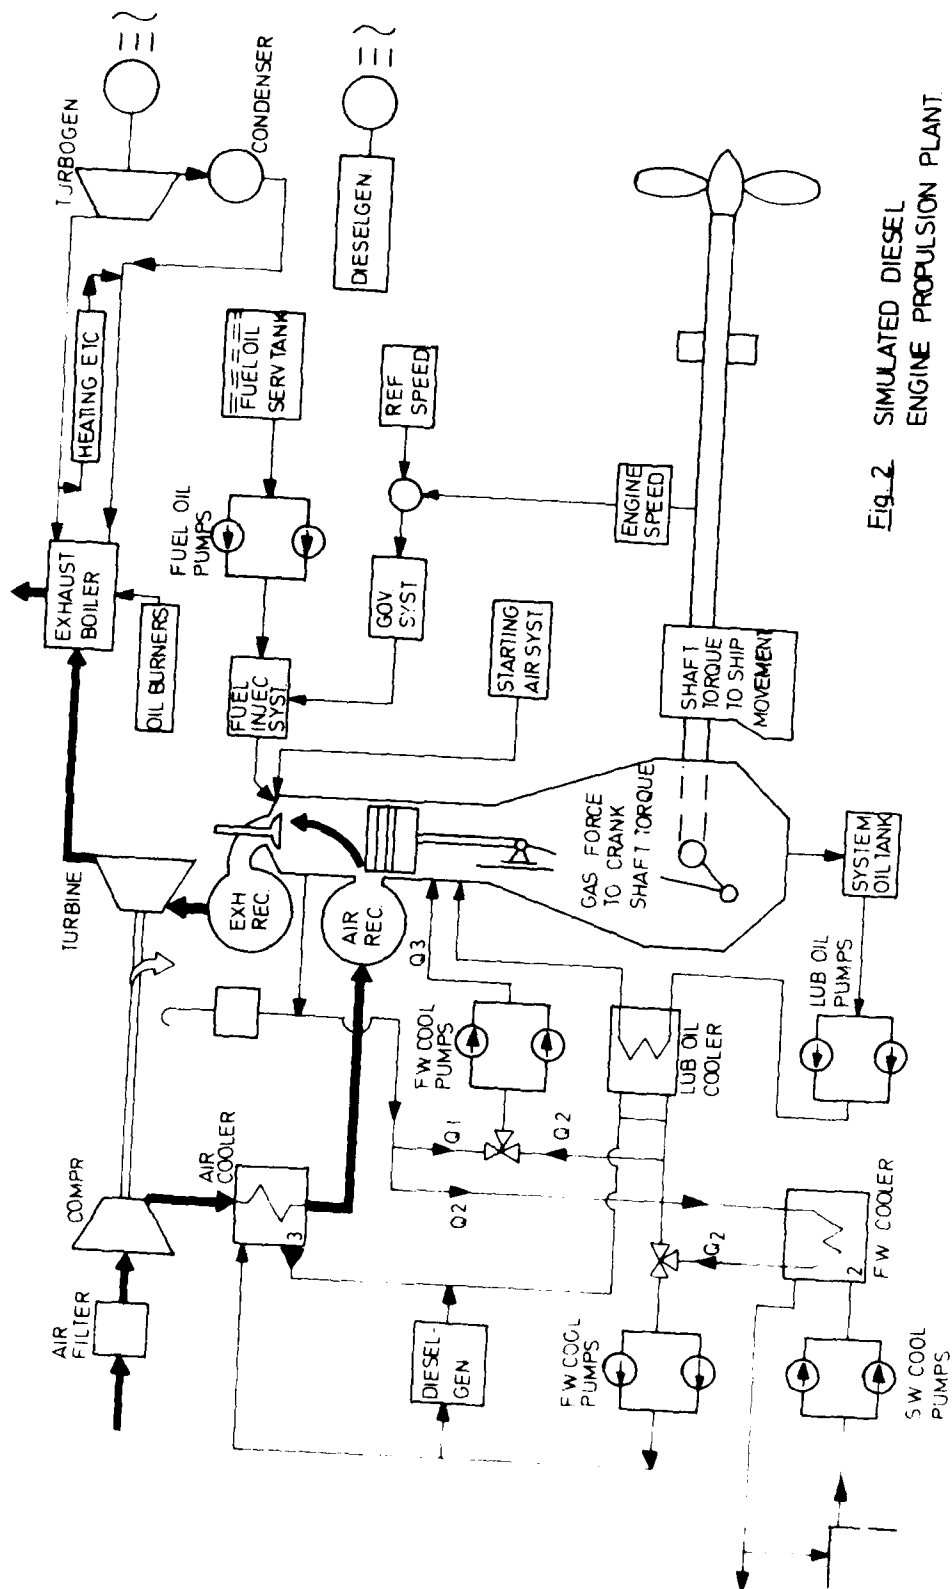 TURBOGEN
CONDENSER
HEATING ETC
DIESELGEN.
FUEL OIL
SERV TANK
REF
SPEED
EXHAUST
BOILER
OIL BURNERS
FUEL OIL
PUMPS
GOV
SYST
ENGINE
SPEED
FUEL
INJEC
SYST
STARTING
AIR SYST
SHAFT
TORQUE
TO SHIP
MOVEMENT
TURBINE
EXH
REC.
AIR
REC.
GAS FORCE
TO CRANK
SHAFT TORQUE
SYSTEM
OIL TANK
Q3
FW COOL
PUMPS
LUB OIL
COOLER
LUB OIL
PUMPS
COMPR
AIR
COOLER
3
Q1
Q2
Q2
Q2
FW COOLER
2
AIR
FILTER
DIESEL-
GEN
FW COOL
PUMPS
SW COOL
PUMPS
Fig. 2 SIMULATED DIESEL
ENGINE PROPULSION PLANT